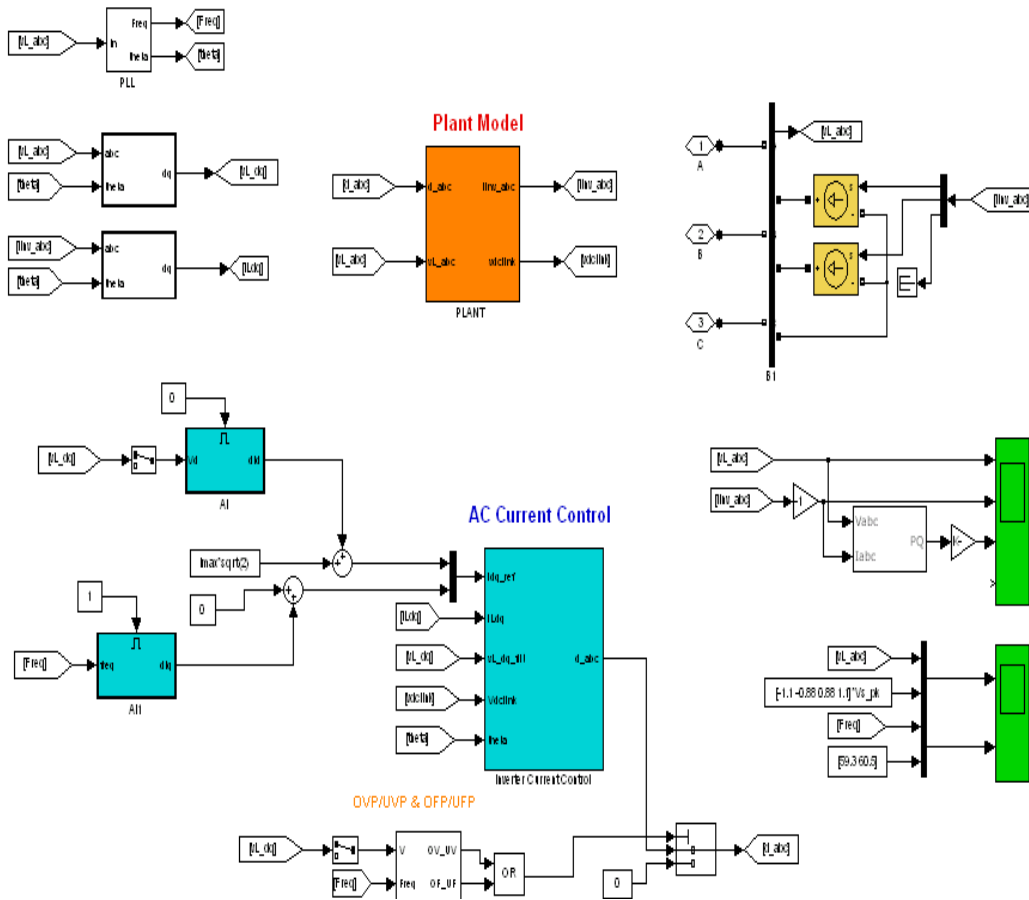 [vL_abc]
In
Freq
theta
[Freq]
[theta]
PLL
[vL_abc]
[theta]
abc
theta
dq
[vL_dq]
[Iinv_abc]
[theta]
abc
theta
dq
[ILdq]
Plant Model
[d_abc]
[vL_abc]
d_abc
vL_abc
Iinv_abc
vdclink
[Iinv_abc]
[vdclink]
PLANT
1
A
2
B
3
C
[vL_abc]
s
+
-
s
+
-
[Iinv_abc]
B1
0
[vL_dq]
Vd
did
AI
Imax*sqrt(2)
0
1
[Freq]
freq
diq
AI1
AC Current Control
[ILdq]
[vL_dq]
[vdclink]
[theta]
Idq_ref
ILdq
vL_dq_filt
Vdclink
theta
d_abc
Inverter Current Control
[vL_abc]
[Iinv_abc]
-1
Vabc
Iabc
PQ
K-
[vL_abc]
[-1.1 -0.88 0.88 1.1]*Vs_pk
[Freq]
[59.3 60.5]
OVP/UVP & OFP/UFP
[vL_dq]
[Freq]
V
Freq
OV_UV
OF_UF
OR
0
[d_abc]